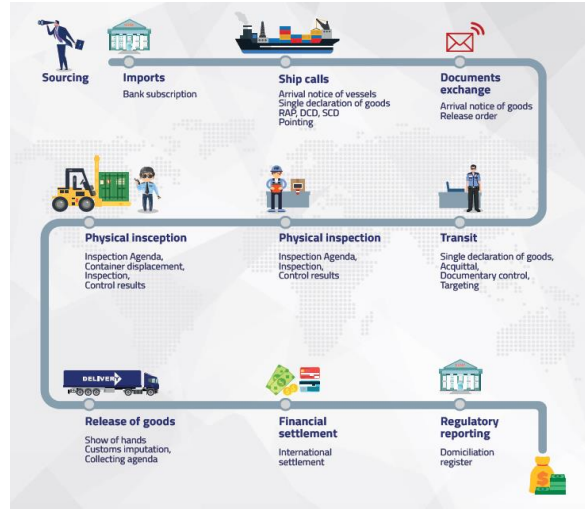 Sourcing
Imports
Bank subscription
Ship calls
Arrival notice of vessels
Single declaration of goods
RAP, DCD, SCD
Pointing
Documents
exchange
Arrival notice of goods
Release order
Physical insception
Inspection Agenda,
Container displacement,
Inspection,
Control results
Physical inspection
Inspection Agenda,
Inspection,
Control results
Transit
Single declaration of goods,
Acquittal,
Documentary control,
Targeting
DELIVERY
Release of goods
Show of hands
Customs imputation,
Collecting agenda
Financial
settlement
International
settlement
Regulatory
reporting
Domiciliation
register